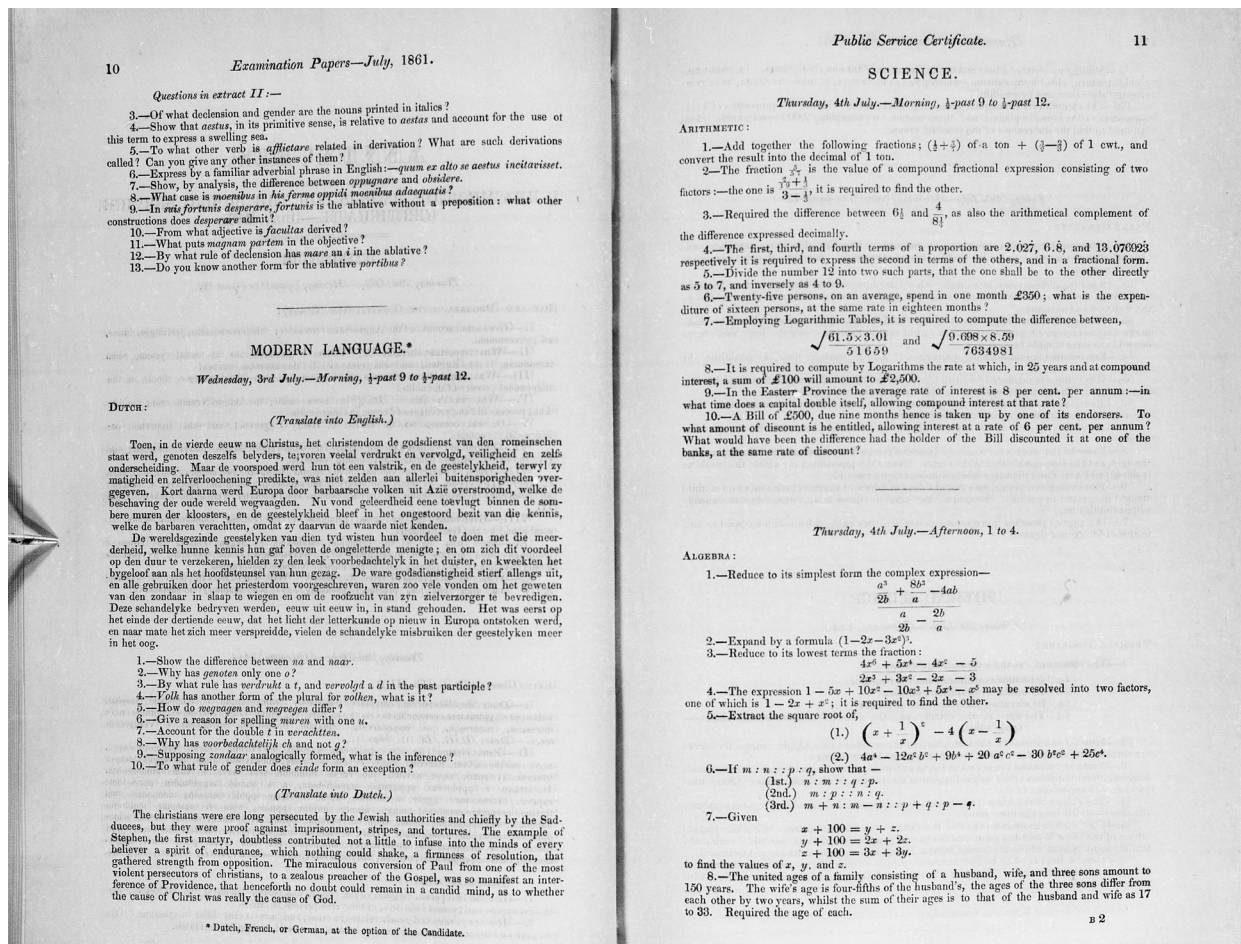 10 Examination Papers—July, 1861.
Questions in extract II :—
3.—Of what declension and gender are the nouns printed in italics ?
4.—Show that aestus, in its primitive sense, is relative to aestas and account for the use of
this term to express a swelling sea.
5.—To what other verb is afflictare related in derivation ? What are such derivations
called ? Can you give any other instances of them ?
6.—Express by a familiar adverbial phrase in English :—quum ex alto se aestus incitavisset.
7.—Show, by analysis, the difference between oppugnare and obsidere.
8.—What case is moenibus in his ferme oppidi moenibus adaequatis ?
9.—In suis fortunis desperare, fortunis is the ablative without a preposition : what other
constructions does desperare admit ?
10.—From what adjective is facultas derived ?
11.—What puts magnam partem in the objective ?
12.—By what rule of declension has mare an i in the ablative ?
13.—Do you know another form for the ablative portibus ?
MODERN LANGUAGE.*
Wednesday, 3rd July.—Morning, ½-past 9 to ½-past 12.
DUTCH :
(Translate into English.)
Toen, in de vierde eeuw na Christus, het christendom de godsdienst van den romeinschen
staat werd, genoten deszelfs belyders, te voren veelal verdrukt en vervolgd, veiligheid en zelfs
onderscheiding. Maar de voorspoed werd hun tot een valstrik, en de geestelykheid, terwyl zy
matigheid en zelfverloochening predikte, was niet zelden aan allerlei buitensporigheden over-
gegeven. Kort daarna werd Europa door barbaarsche volken uit Azië overstroomd, welke de
beschaving der oude wereld wegvaagden. Nu vond geleerdheid eene toevlugt binnen de som-
bere muren der kloosters, en de geestelykheid bleef in het ongestoord bezit van die kennis,
welke de barbaren verachtten, omdat zy daarvan de waarde niet kenden.
De wereldsgezinde geestelyken van dien tyd wisten hun voordeel te doen met die meer-
derheid, welke hunne kennis hun gaf boven de ongeletterde menigte ; en om zich dit voordeel
op den duur te verzekeren, hielden zy den leek voorbedachtelyk in het duister, en kweekten het
bygeloof aan als het hoofdsteunsel van hun gezag. De ware godsdienstigheid stierf allengs uit,
en alle gebruiken door het priesterdom voorgeschreven, waren zoo vele vonden om het geweten
van den zondaar in slaap te wiegen en om de roofzucht van zyn zielverzorger te bevredigen.
Deze schandelyke bedryven werden, eeuw uit eeuw in, in stand gehouden. Het was eerst op
het einde der dertiende eeuw, dat het licht der letterkunde op nieuw in Europa ontstoken werd,
en naar mate het zich meer verspreidde, vielen de schandelyke misbruiken der geestelyken meer
in het oog.
1.—Show the difference between na and naar.
2.—Why has genoten only one o ?
3.—By what rule has verdrukt a t, and vervolgd a d in the past participle ?
4.—Volk has another form of the plural for volken, what is it ?
5.—How do wegvagen and wegvegen differ ?
6.—Give a reason for spelling muren with one u.
7.—Account for the double t in verachtten.
8.—Why has voorbedachtelijk ch and not g ?
9.—Supposing zondaar analogically formed, what is the inference ?
10.—To what rule of gender does einde form an exception ?
(Translate into Dutch.)
The christians were ere long persecuted by the Jewish authorities and chiefly by the Sad-
ducees, but they were proof against imprisonment, stripes, and tortures. The example of
Stephen, the first martyr, doubtless contributed not a little to infuse into the minds of every
believer a spirit of endurance, which nothing could shake, a firmness of resolution, that
gathered strength from opposition. The miraculous conversion of Paul from one of the most
violent persecutors of christians, to a zealous preacher of the Gospel, was so manifest an inter-
ference of Providence, that henceforth no doubt could remain in a candid mind, as to whether
the cause of Christ was really the cause of God.
* Dutch, French, or German, at the option of the Candidate.
Public Service Certificate. 11
SCIENCE.
Thursday, 4th July.—Morning, ½-past 9 to ½-past 12.
ARITHMETIC :
1.—Add together the following fractions ; of a ton + of 1 cwt., and
convert the result into the decimal of 1 ton.
2—The fraction is the value of a compound fractional expression consisting of two
factors :—the one is , it is required to find the other.
3.—Required the difference between 6½ and , as also the arithmetical complement of
the difference expressed decimally.
4.—The first, third, and fourth terms of a proportion are 2.027, 6.8, and 13.076923
respectively it is required to express the second in terms of the others, and in a fractional form.
5.—Divide the number 12 into two such parts, that the one shall be to the other directly
as 5 to 7, and inversely as 4 to 9.
6.—Twenty-five persons, on an average, spend in one month £350 ; what is the expen-
diture of sixteen persons, at the same rate in eighteen months ?
7.—Employing Logarithmic Tables, it is required to compute the difference between,
√ 61.5 x 3.01 and √ 9.698 x 8.59
51659 7634981
8.—It is required to compute by Logarithms the rate at which, in 25 years and at compound
interest, a sum of £100 will amount to £2,500.
9.—In the Eastern Province the average rate of interest is 8 per cent. per annum :—in
what time does a capital double itself, allowing compound interest at that rate ?
10.—A Bill of £500, due nine months hence is taken up by one of its endorsers. To
what amount of discount is he entitled, allowing interest at a rate of 6 per cent. per annum ?
What would have been the difference had the holder of the Bill discounted it at one of the
banks, at the same rate of discount ?
Thursday, 4th July.—Afternoon, 1 to 4.
ALGEBRA :
1.—Reduce to its simplest form the complex expression—
a³ 8b³
2b + a —4ab
a 2b
2b — a
2.—Expand by a formula (1—2x—3x²)³.
3.—Reduce to its lowest terms the fraction :
4x⁶ + 5x⁴ — 4x² — 5
2x³ + 3x² — 2x — 3
4.—The expression 1 — 5x + 10x² — 10x³ + 5x⁴ — x⁵ may be resolved into two factors,
one of which is 1 — 2x + x² ; it is required to find the other.
5.—Extract the square root of,
(1.) (x + 1/x)² — 4 (x — 1/x)
(2.) 4a⁴ — 12a² b² + 9b⁴ + 20 a² c² — 30 b²c² + 25c⁴.
6.—If m : n : : p : q, show that —
(1st.) n : m : : q : p.
(2nd.) m : p : : n : q.
(3rd.) m + n : m — n : : p + q : p — q.
7.—Given
x + 100 = y + z.
y + 100 = 2x + 2z.
z + 100 = 3x + 3y.
to find the values of x, y, and z.
8.—The united ages of a family consisting of a husband, wife, and three sons amount to
150 years. The wife's age is four-fifths of the husband's, the ages of the three sons differ from
each other by two years, whilst the sum of their ages is to that of the husband and wife as 17
to 33. Required the age of each.
B 2